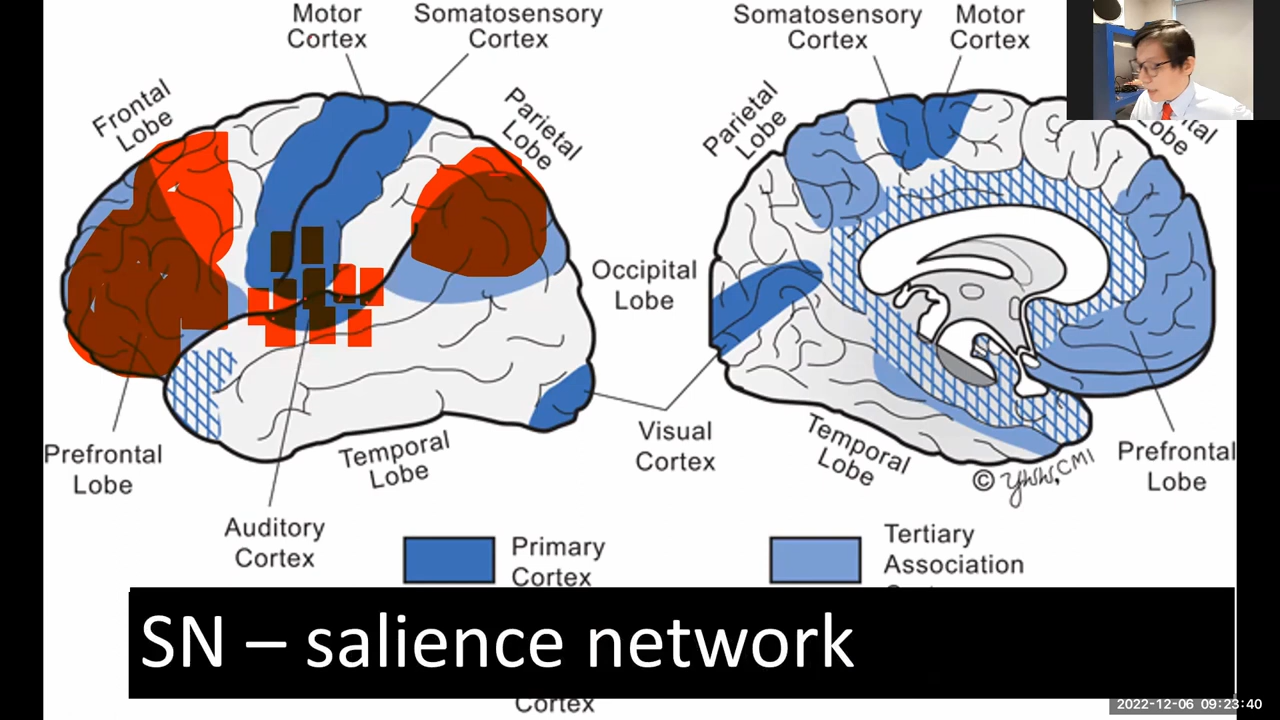 Motor
Cortex
Somatosensory
Cortex
Somatosensory
Cortex
Motor
Cortex
Frontal
Lobe
Parietal
Lobe
Parietal
Lobe
Lobe
Occipital
Lobe
Prefrontal
Lobe
Temporal
Lobe
Visual
Cortex
Temporal
Lobe
Prefrontal
Lobe
Auditory
Cortex
© CMI
Primary
Cortex
Tertiary
Association
SN – salience network
Cortex
2022-12-06 09:23:40